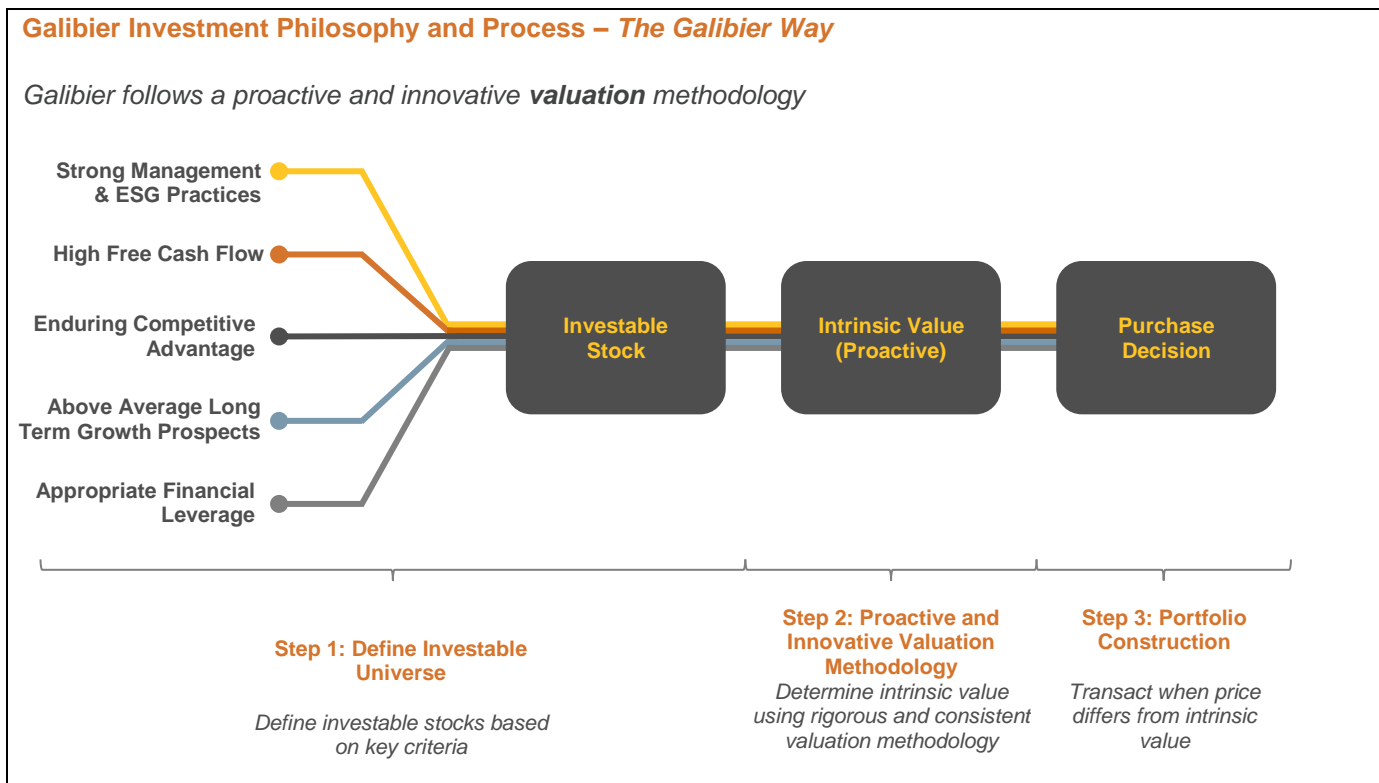 Galibier Investment Philosophy and Process – The Galibier Way
Galibier follows a proactive and innovative valuation methodology
Strong Management
& ESG Practices
High Free Cash Flow
Enduring Competitive
Advantage
Above Average Long
Term Growth Prospects
Appropriate Financial
Leverage
Investable
Stock
Intrinsic Value
(Proactive)
Purchase
Decision
Step 1: Define Investable
Universe
Define investable stocks based
on key criteria
Step 2: Proactive and
Innovative Valuation
Methodology
Determine intrinsic value
using rigorous and consistent
valuation methodology
Step 3: Portfolio
Construction
Transact when price
differs from intrinsic
value